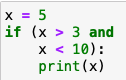 x = 5
if (x > 3 and
    x < 10):
    print(x)